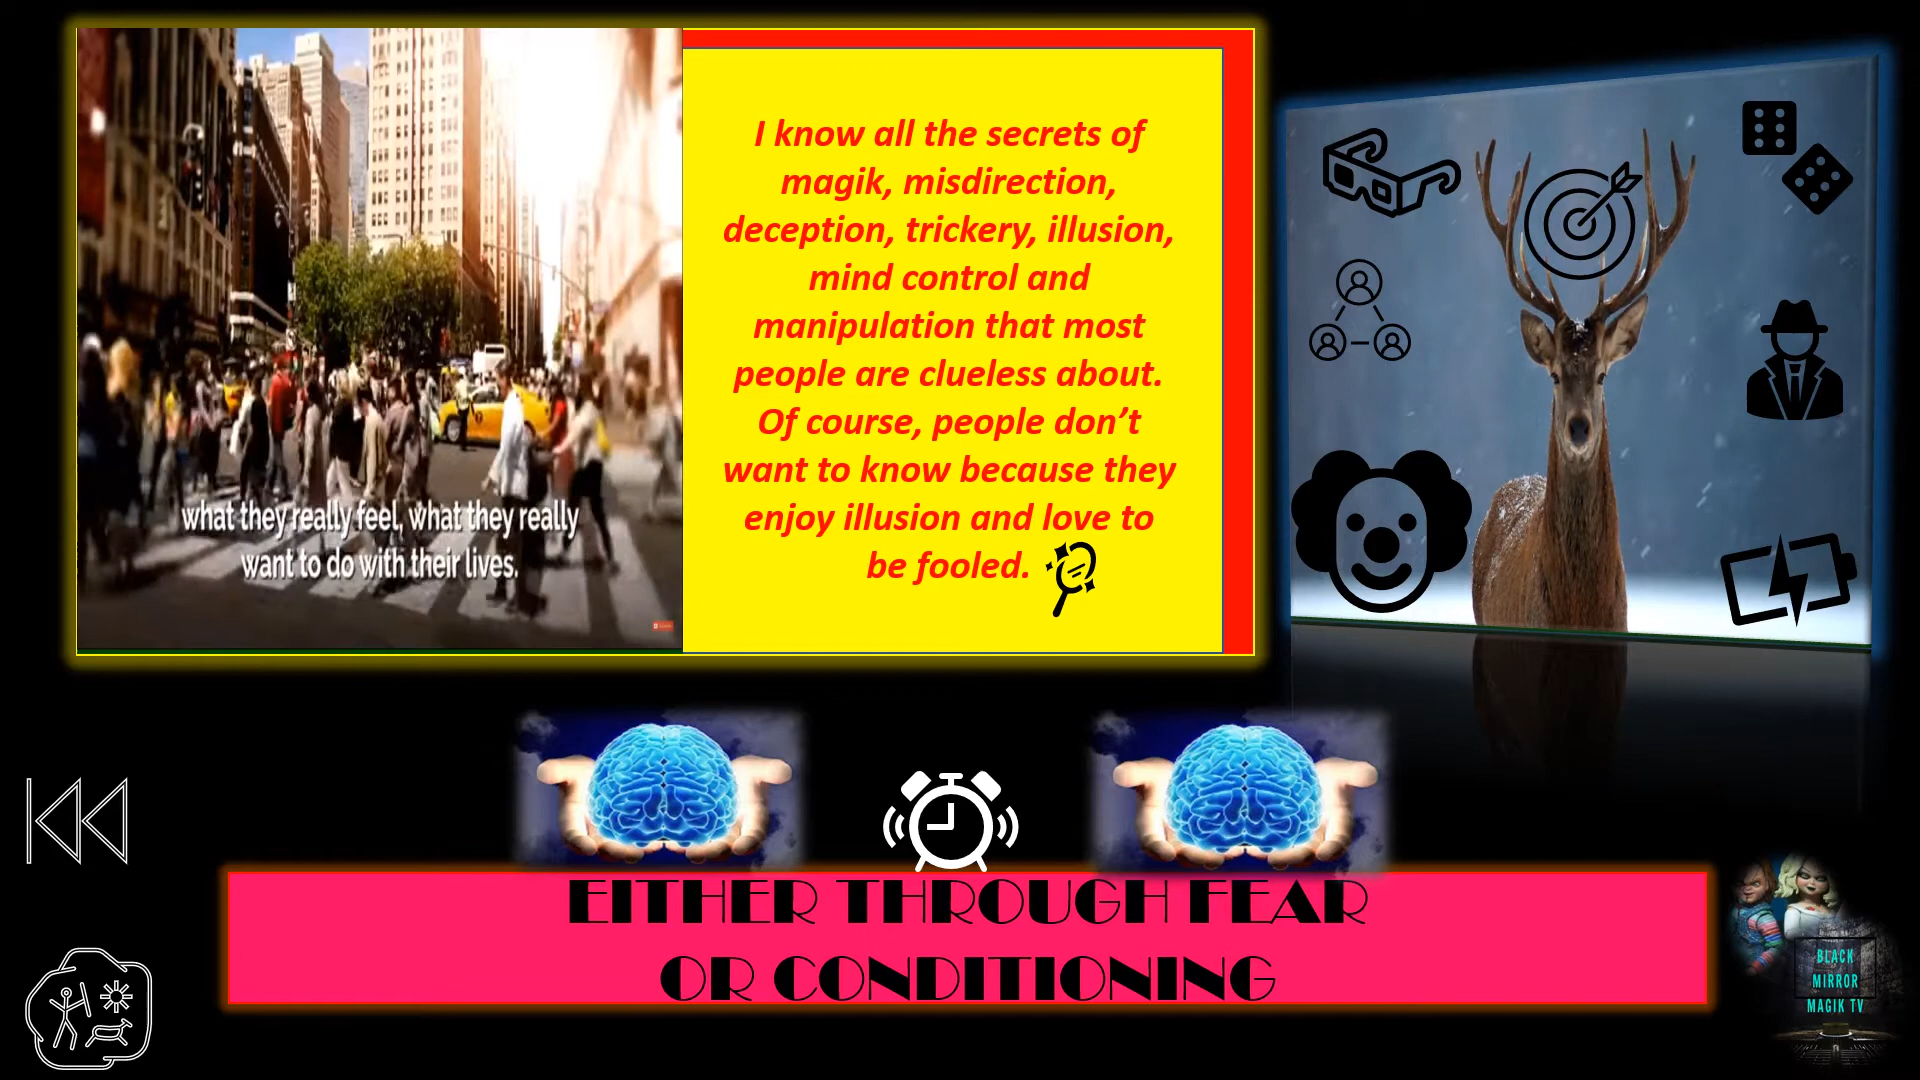 I know all the secrets of
magik, misdirection,
deception, trickery, illusion,
mind control and
manipulation that most
people are clueless about.
Of course, people don’t
want to know because they
enjoy illusion and love to
be fooled.
what they really feel, what they really
want to do with their lives.
EITHER THROUGH FEAR
OR CONDITIONING
BLACK
MIRROR
MAGIK TV